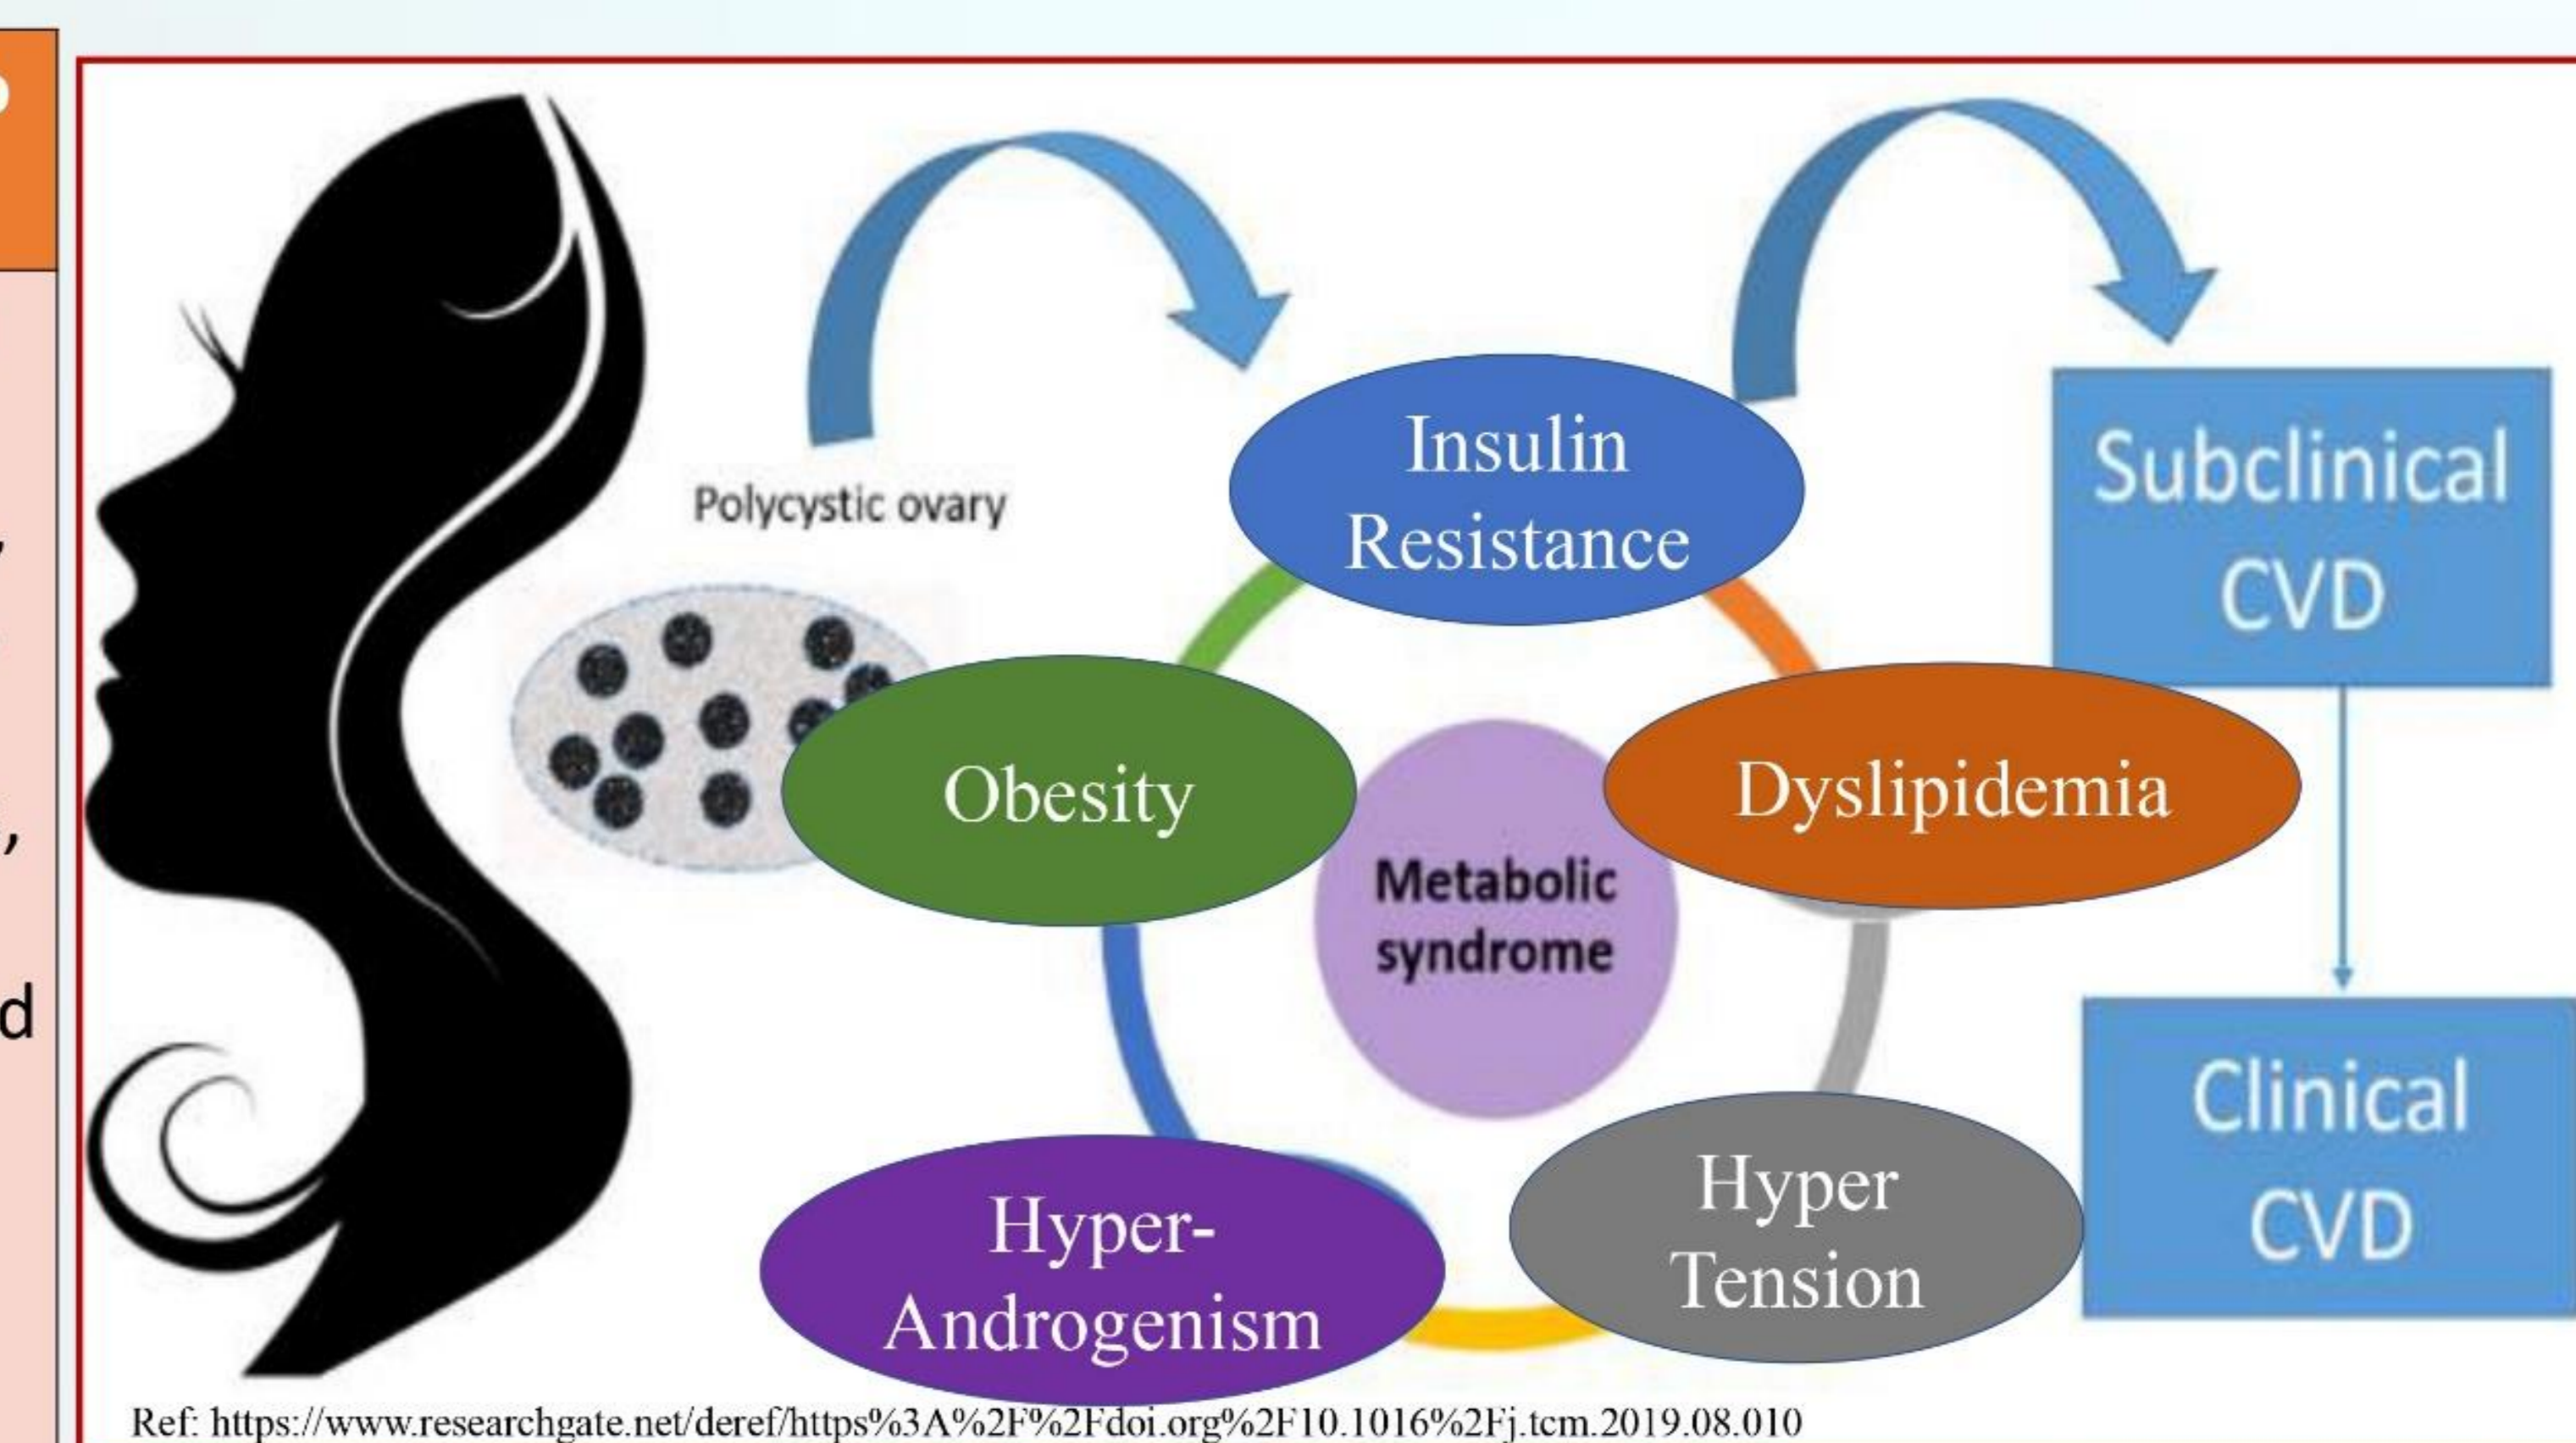 Polycystic ovary
Insulin
Resistance
Subclinical
CVD
Obesity
Dyslipidemia
Metabolic
syndrome
Hyper-
Androgenism
Hyper
Tension
Clinical
CVD
d
Ref: https://www.researchgate.net/deref/https%3A%2F%2Fdoi.org%2F10.1016%2Fj.tcm.2019.08.010